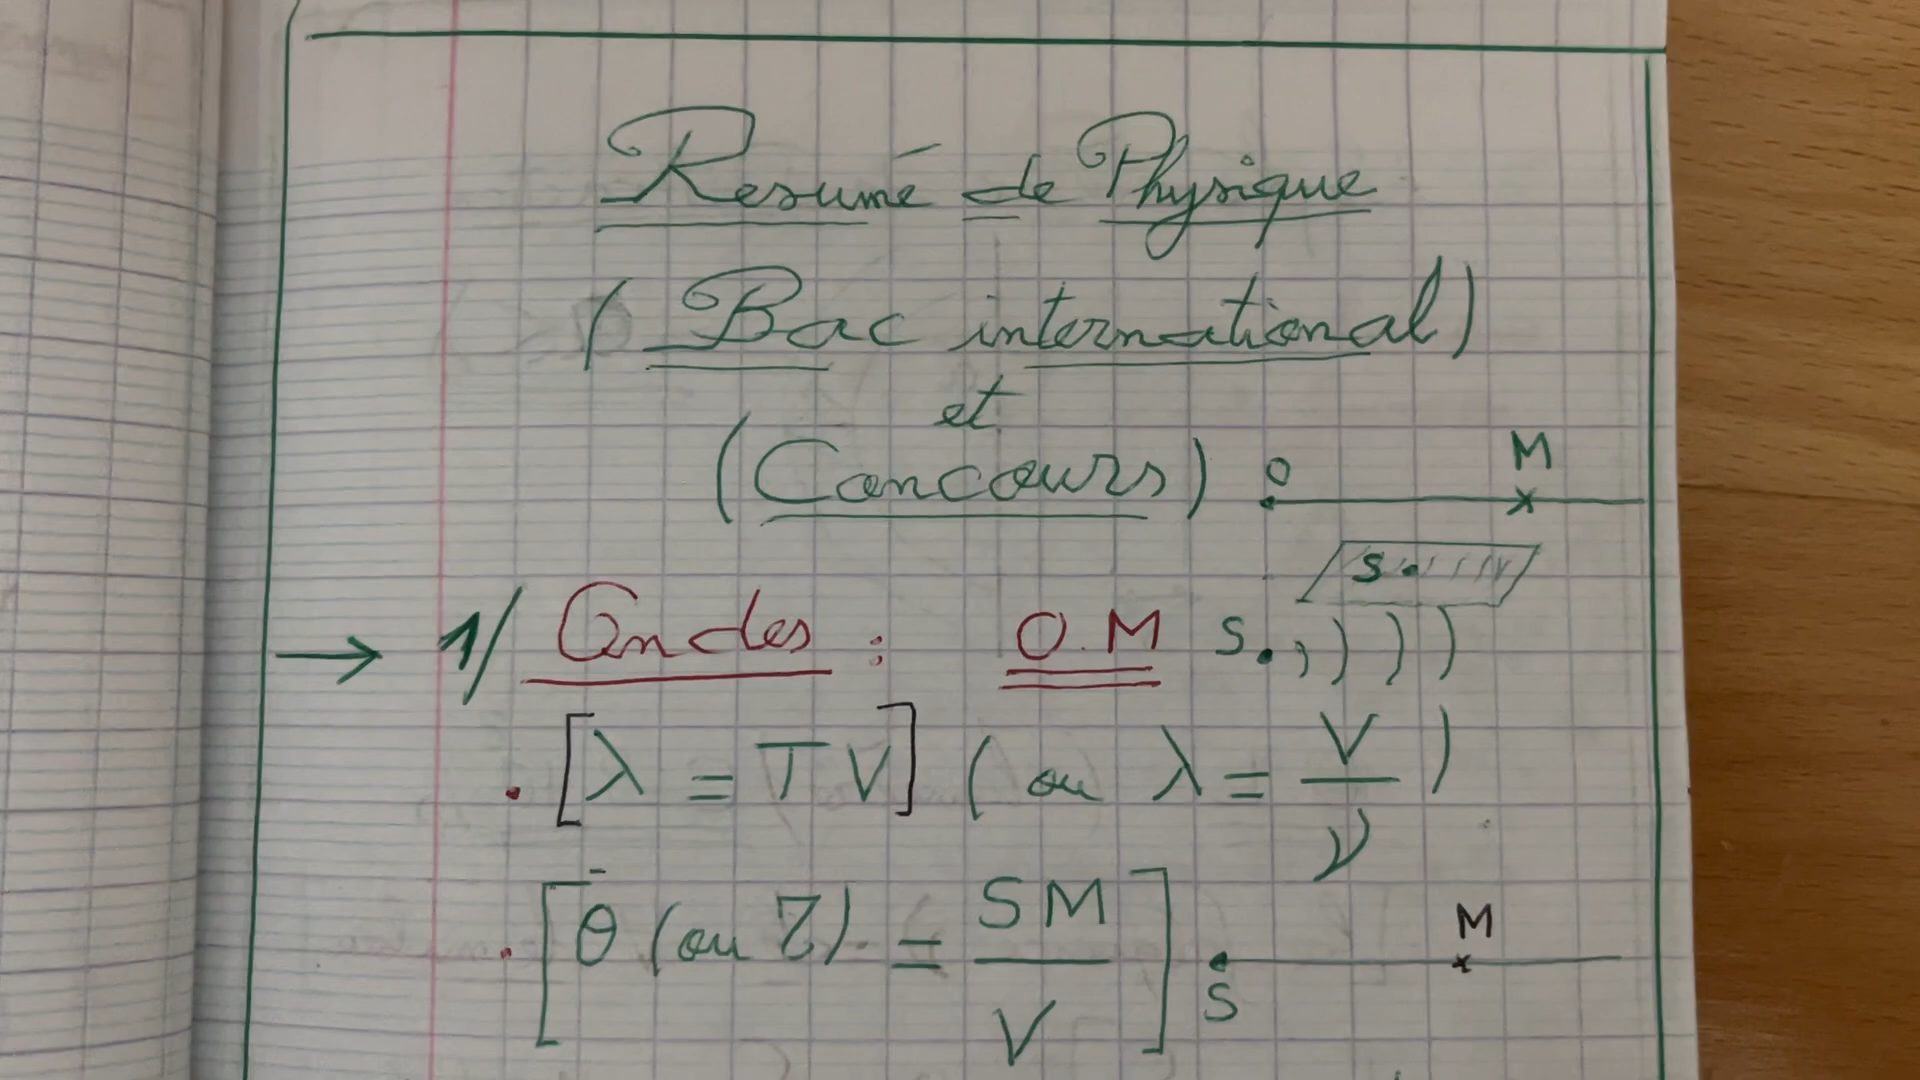 Resumé de Physique
( Bac international)
et
(Concours)
O M
S
1/ Ondes : O.M S
. [λ = T V] ( ou λ = V / ν )
. [θ (ou τ) = SM / V] S M